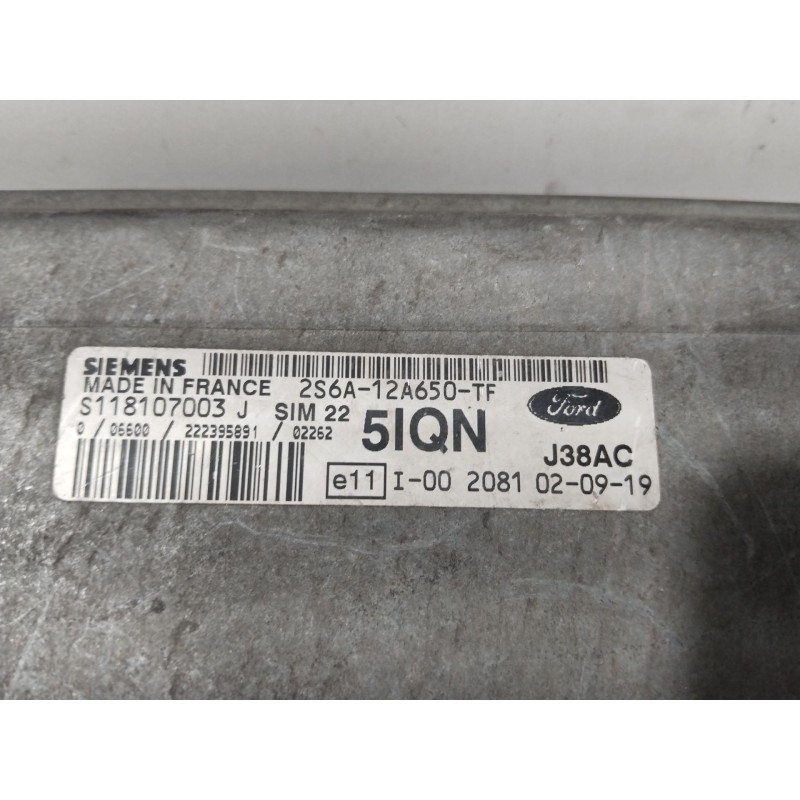 SIEMENS
MADE IN FRANCE 2S6A-12A650-TF
S118107003 J SIM 22 5IQN Ford
0 / 06600 / 222395891 / 02262
J38AC
e11 I-00 2081 02-09-19